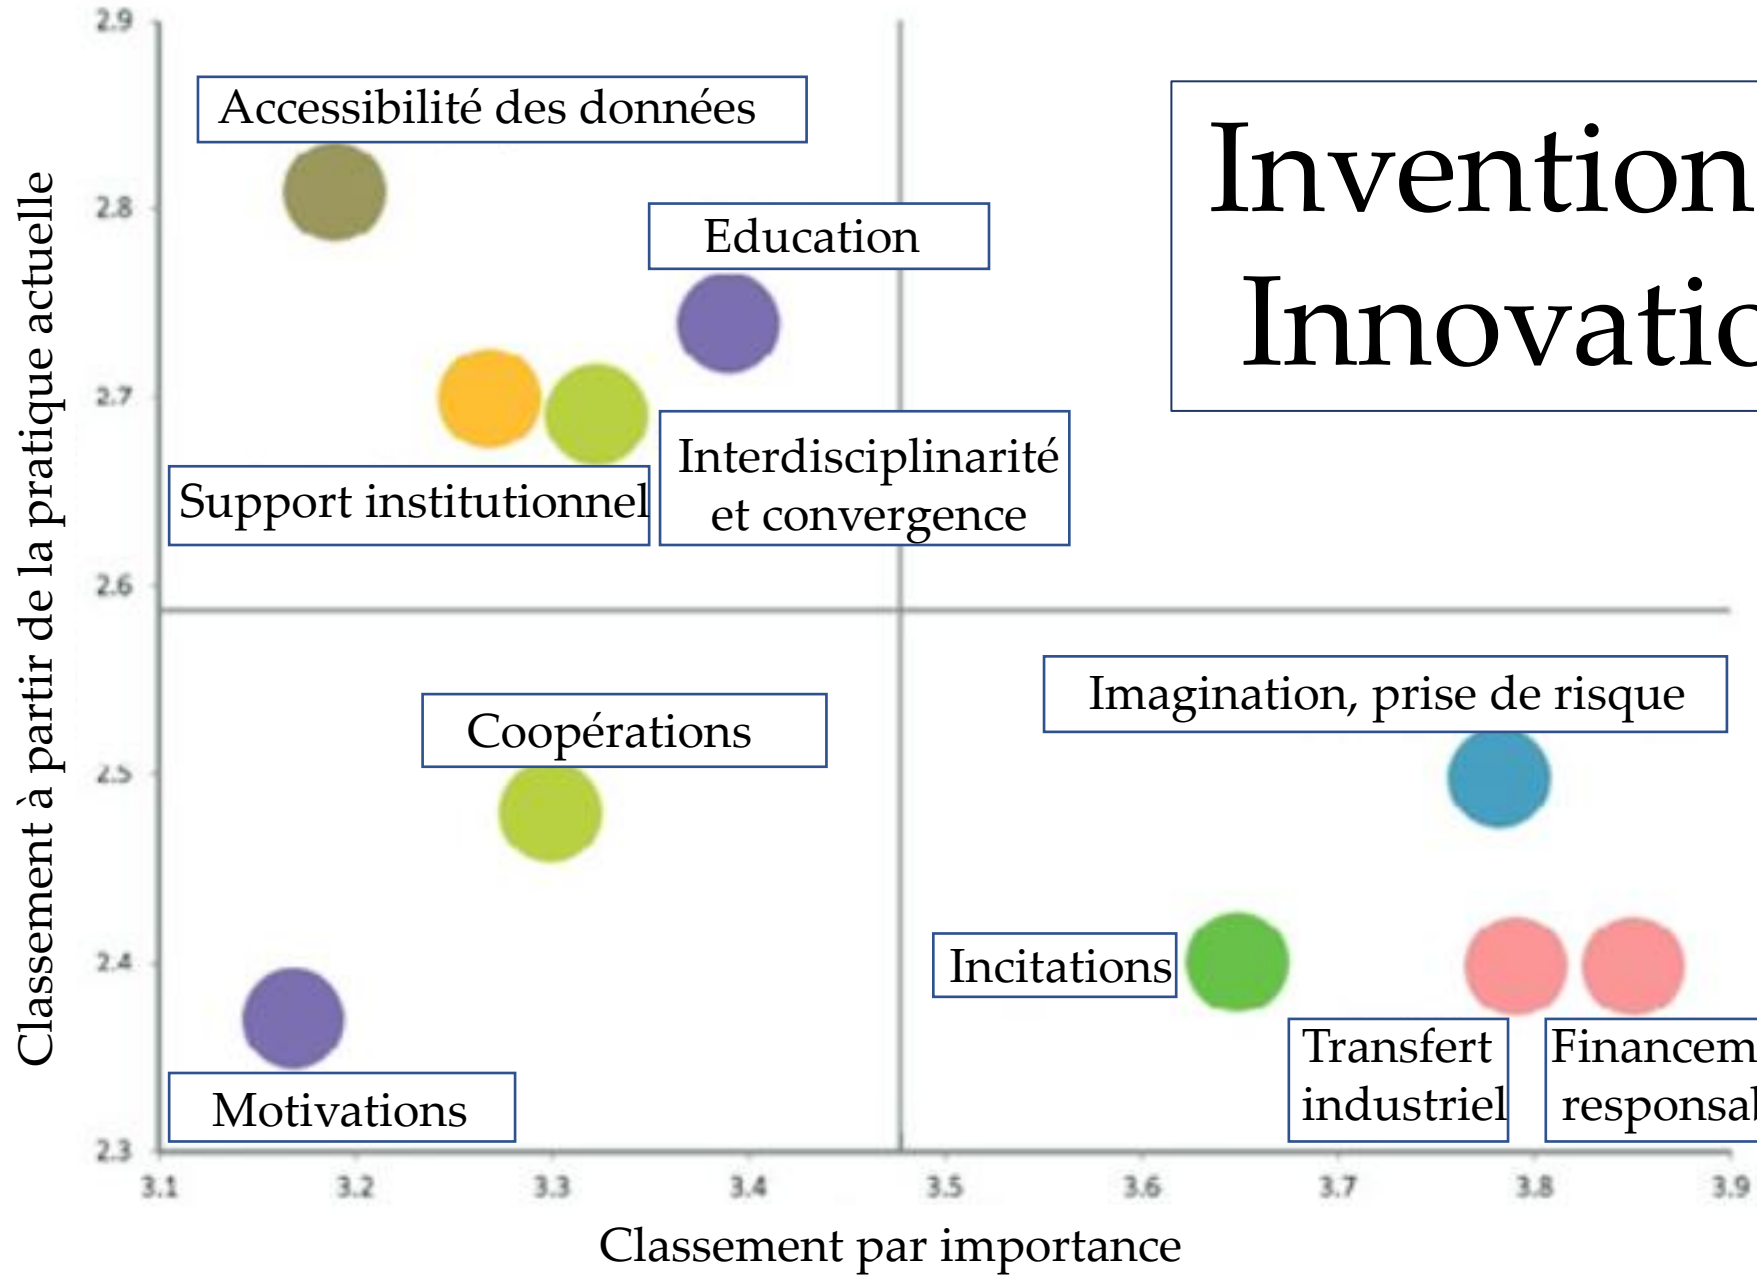 2.9
Accessibilité des données
Invention
Innovatio
2.8
Education
2.7
Interdisciplinarité
et convergence
Support institutionnel
2.6
Imagination, prise de risque
Coopérations
2.5
Incitations
2.4
Transfert
industriel
Financem
responsal
Motivations
2.3
3.1 3.2 3.3 3.4 3.5 3.6 3.7 3.8 3.9
Classement par importance
Classement à partir de la pratique actuelle